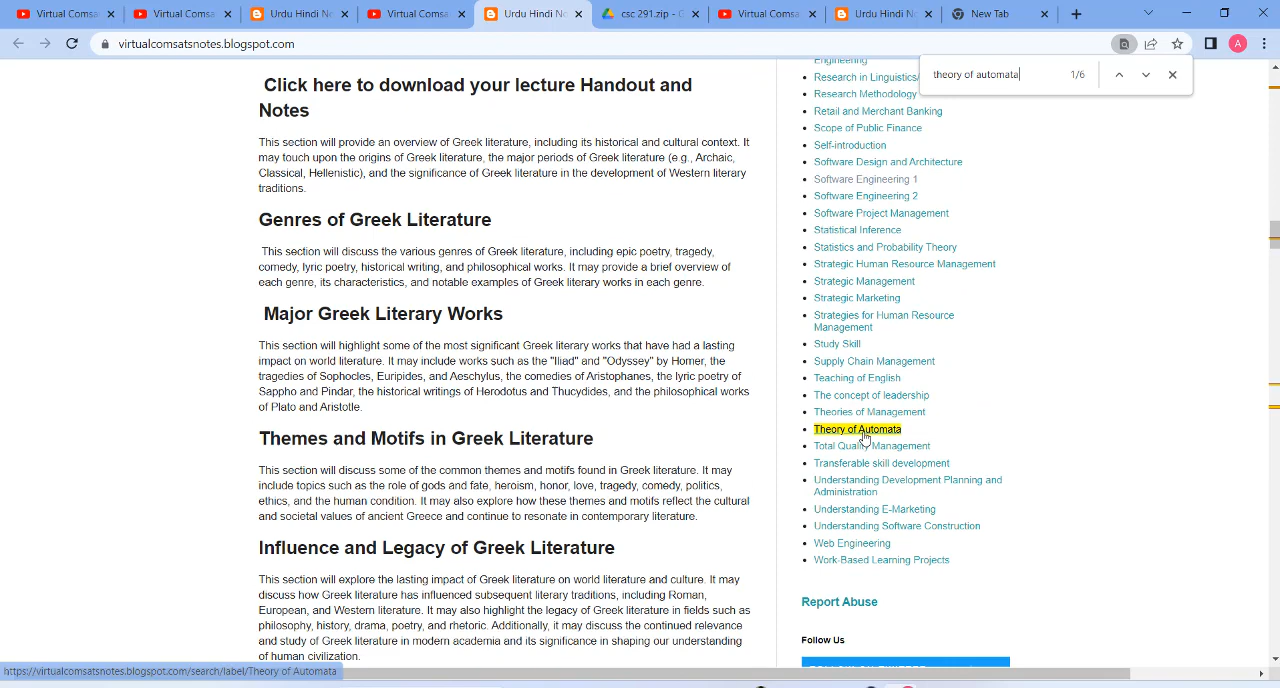 Virtual Coms
Virtual Comsa
Urdu Hindi No
Virtual Comsa
Urdu Hindi No
csc 291.zip - G
Virtual Comsa
Urdu Hindi No
New Tab
virtualcomsatsnotes.blogspot.com
A
theory of automata
1/6
Click here to download your lecture Handout and
Notes
This section will provide an overview of Greek literature, including its historical and cultural context. It
may touch upon the origins of Greek literature, the major periods of Greek literature (e.g., Archaic,
Classical, Hellenistic), and the significance of Greek literature in the development of Western literary
traditions.
Genres of Greek Literature
This section will discuss the various genres of Greek literature, including epic poetry, tragedy,
comedy, lyric poetry, historical writing, and philosophical works. It may provide a brief overview of
each genre, its characteristics, and notable examples of Greek literary works in each genre.
Major Greek Literary Works
This section will highlight some of the most significant Greek literary works that have had a lasting
impact on world literature. It may include works such as the "Iliad" and "Odyssey" by Homer, the
tragedies of Sophocles, Euripides, and Aeschylus, the comedies of Aristophanes, the lyric poetry of
Sappho and Pindar, the historical writings of Herodotus and Thucydides, and the philosophical works
of Plato and Aristotle.
Themes and Motifs in Greek Literature
This section will discuss some of the common themes and motifs found in Greek literature. It may
include topics such as the role of gods and fate, heroism, honor, love, tragedy, comedy, politics,
ethics, and the human condition. It may also explore how these themes and motifs reflect the cultural
and societal values of ancient Greece and continue to resonate in contemporary literature.
Influence and Legacy of Greek Literature
This section will explore the lasting impact of Greek literature on world literature and culture. It may
discuss how Greek literature has influenced subsequent literary traditions, including Roman,
European, and Western literature. It may also highlight the legacy of Greek literature in fields such as
philosophy, history, drama, poetry, and rhetoric. Additionally, it may discuss the continued relevance
and study of Greek literature in modern academia and its significance in shaping our understanding
of human civilization.
Engineering
Research in Linguistics/
Research Methodology
Retail and Merchant Banking
Scope of Public Finance
Self-introduction
Software Design and Architecture
Software Engineering 1
Software Engineering 2
Software Project Management
Statistical Inference
Statistics and Probability Theory
Strategic Human Resource Management
Strategic Management
Strategic Marketing
Strategies for Human Resource
Management
Study Skill
Supply Chain Management
Teaching of English
The concept of leadership
Theories of Management
Theory of Automata
Total Quality Management
Transferable skill development
Understanding Development Planning and
Administration
Understanding E-Marketing
Understanding Software Construction
Web Engineering
Work-Based Learning Projects
Report Abuse
Follow Us
https://virtualcomsatsnotes.blogspot.com/search/label/Theory of Automata